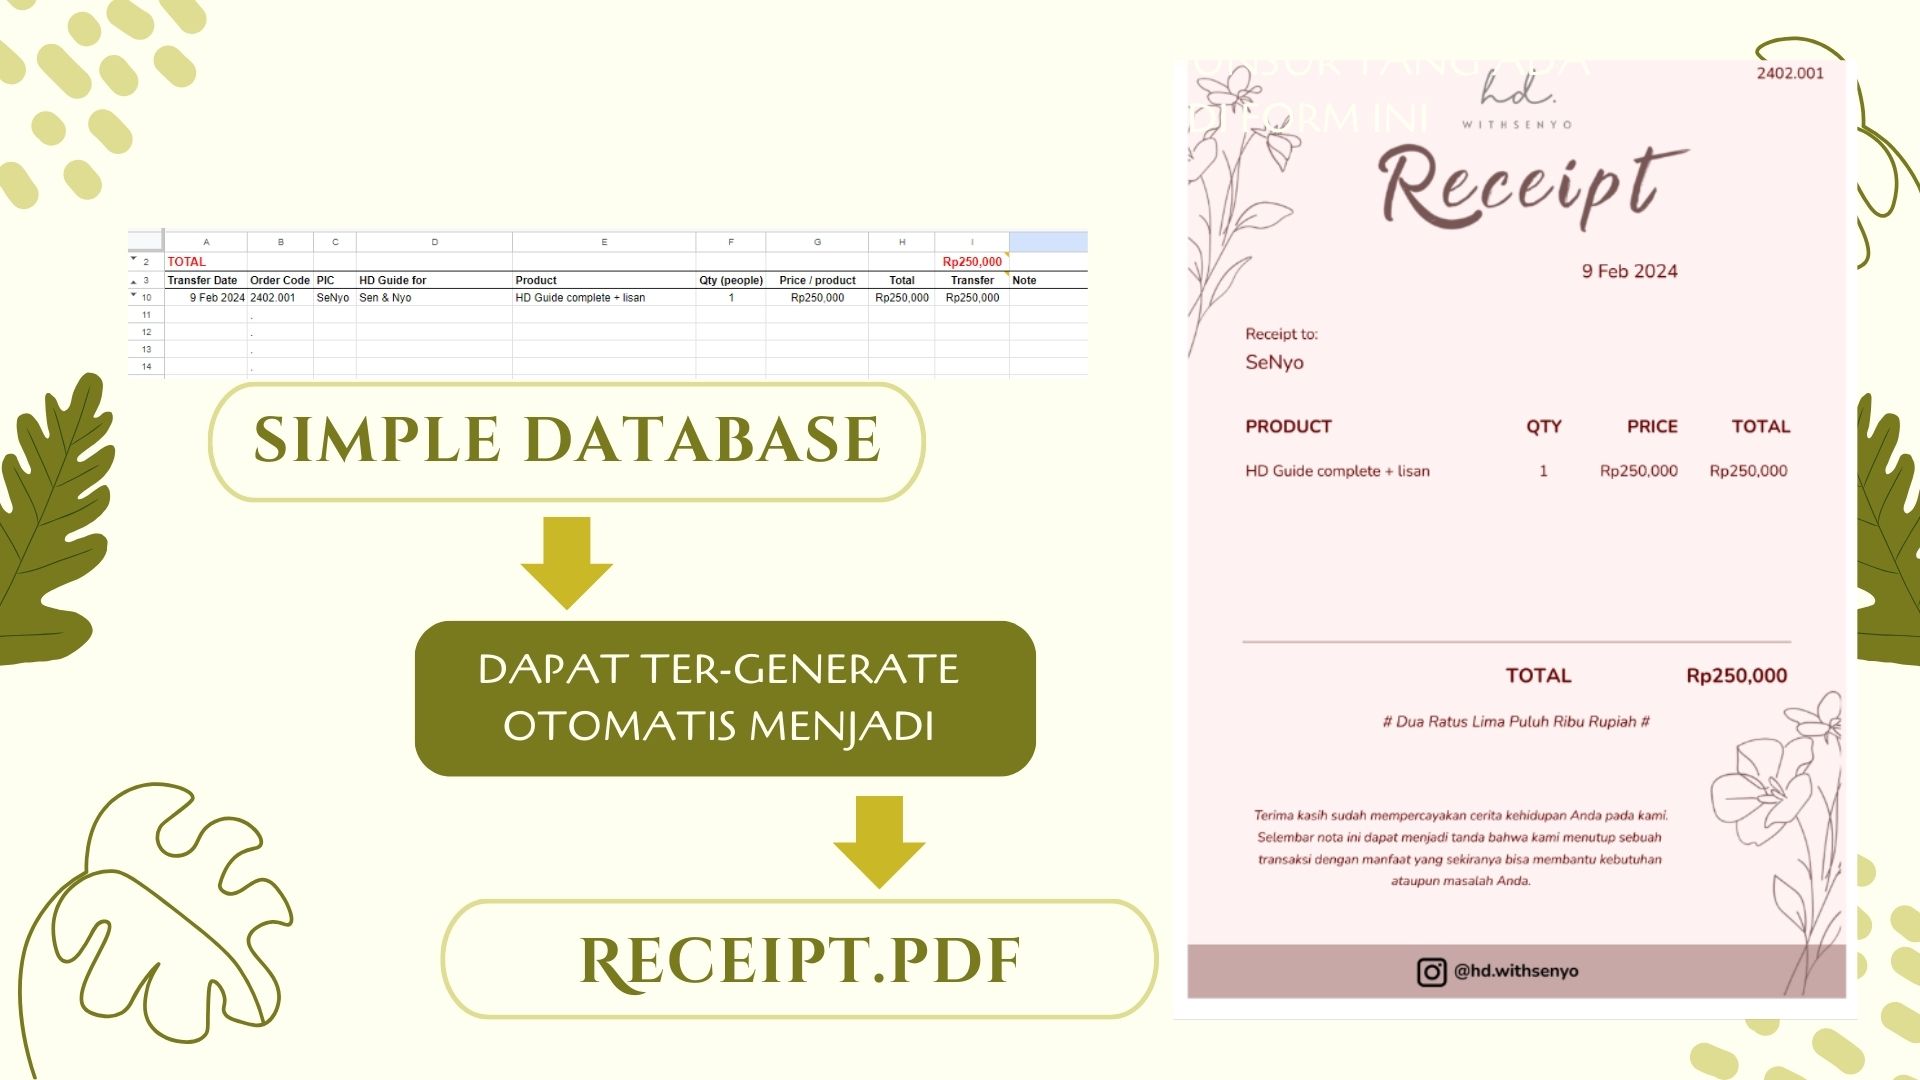 A B C D E F G H I
2 TOTAL Rp250,000
3 Transfer Date Order Code PIC HD Guide for Product Qty (people) Price / product Total Transfer Note
10 9 Feb 2024 2402.001 SeNyo Sen & Nyo HD Guide complete + lisan 1 Rp250,000 Rp250,000 Rp250,000
11 .
12 .
13 .
14 .
SIMPLE DATABASE
DAPAT TER-GENERATE
OTOMATIS MENJADI
RECEIPT.PDF
YANG ADA
DI FORM INI
2402.001
hd.
WITHSENYO
Receipt
9 Feb 2024
Receipt to:
SeNyo
PRODUCT QTY PRICE TOTAL
HD Guide complete + lisan 1 Rp250,000 Rp250,000
TOTAL Rp250,000
# Dua Ratus Lima Puluh Ribu Rupiah #
Terima kasih sudah mempercayakan cerita kehidupan Anda pada kami.
Selembar nota ini dapat menjadi tanda bahwa kami menutup sebuah
transaksi dengan manfaat yang sekiranya bisa membantu kebutuhan
ataupun masalah Anda.
@hd.withsenyo